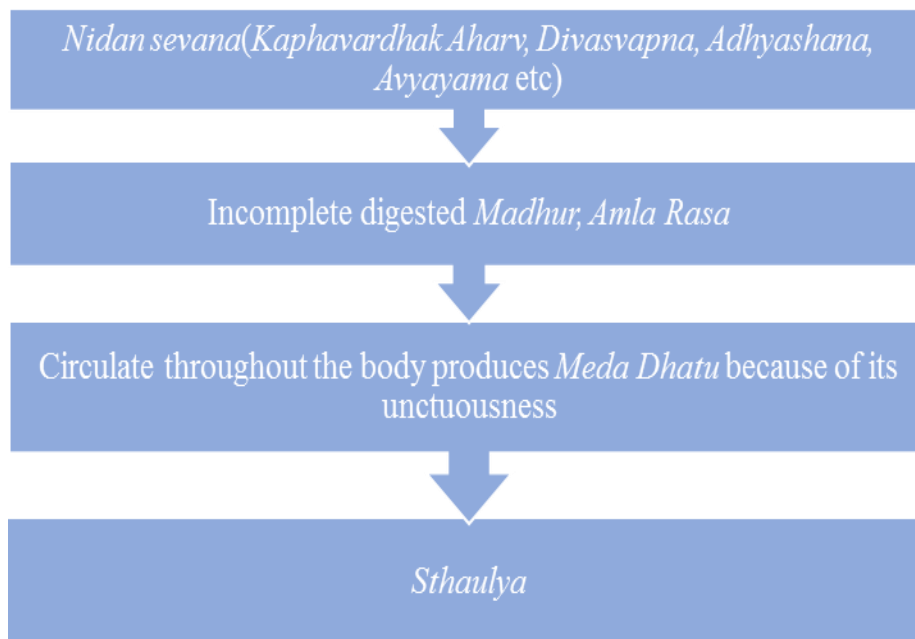 Nidan sevana(Kaphavardhak Aharv, Divasvapna, Adhyashana,
Avyayama etc)
Incomplete digested Madhur, Amla Rasa
Circulate throughout the body produces Meda Dhatu because of its
unctuousness
Sthaulya